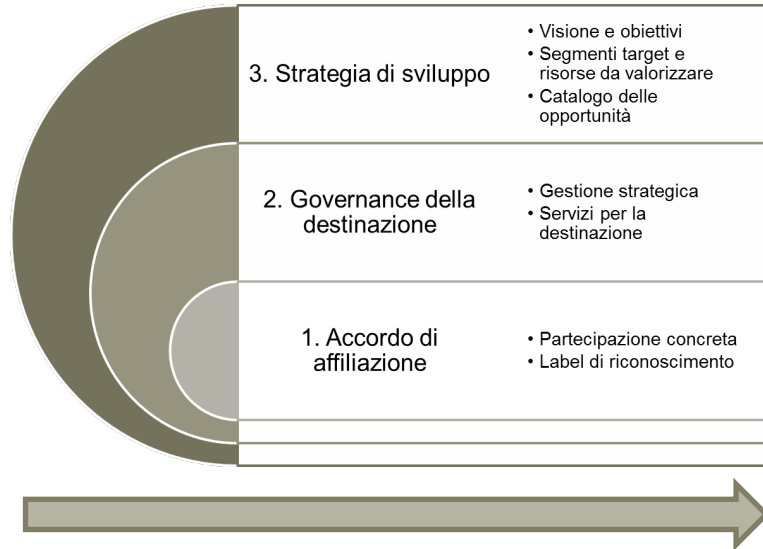 3. Strategia di sviluppo
• Visione e obiettivi
• Segmenti target e
risorse da valorizzare
• Catalogo delle
opportunità
2. Governance della
destinazione
• Gestione strategica
• Servizi per la
destinazione
1. Accordo di
affiliazione
• Partecipazione concreta
• Label di riconoscimento